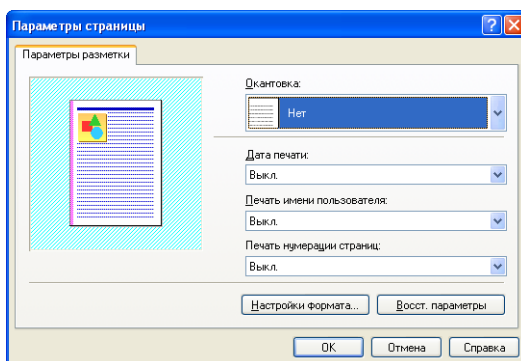 Параметры страницы
Параметры разметки
Окантовка:
Нет
Дата печати:
Выкл.
Печать имени пользователя:
Выкл.
Печать нумерации страниц:
Выкл.
Настройки формата... Восст. параметры
ОК Отмена Справка